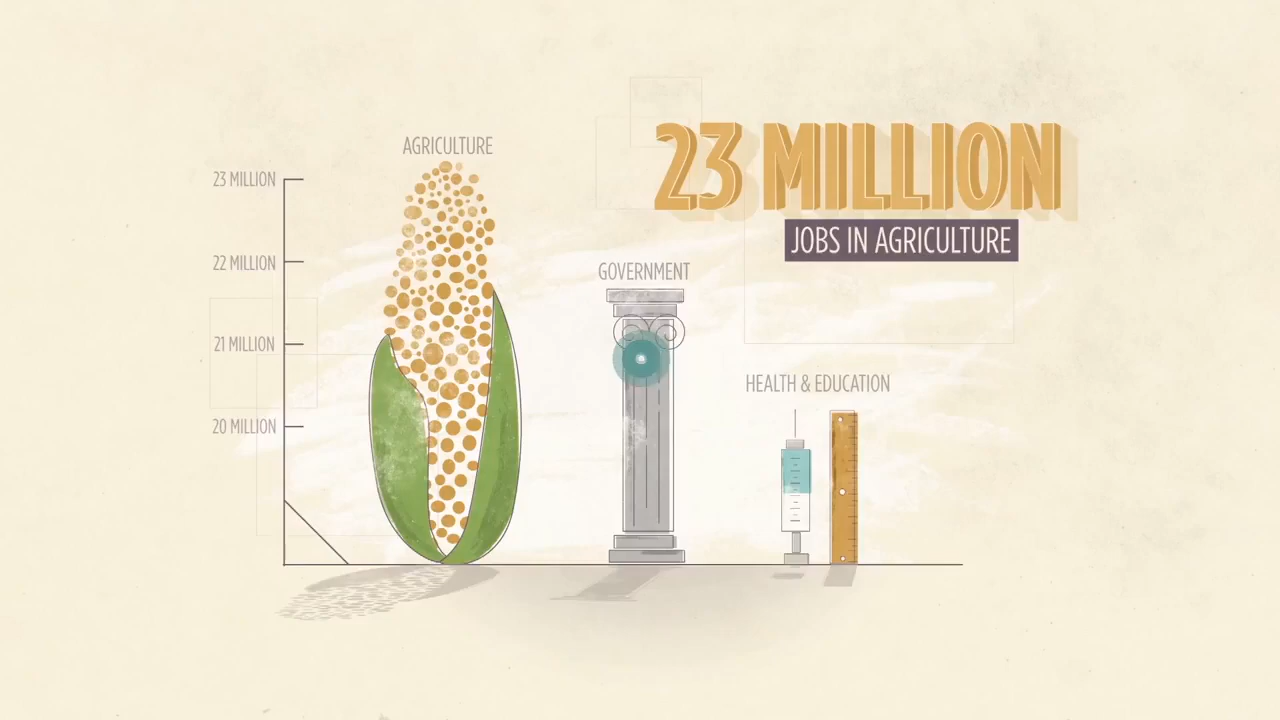 23 MILLION
JOBS IN AGRICULTURE
AGRICULTURE
GOVERNMENT
HEALTH & EDUCATION
23 MILLION
22 MILLION
21 MILLION
20 MILLION